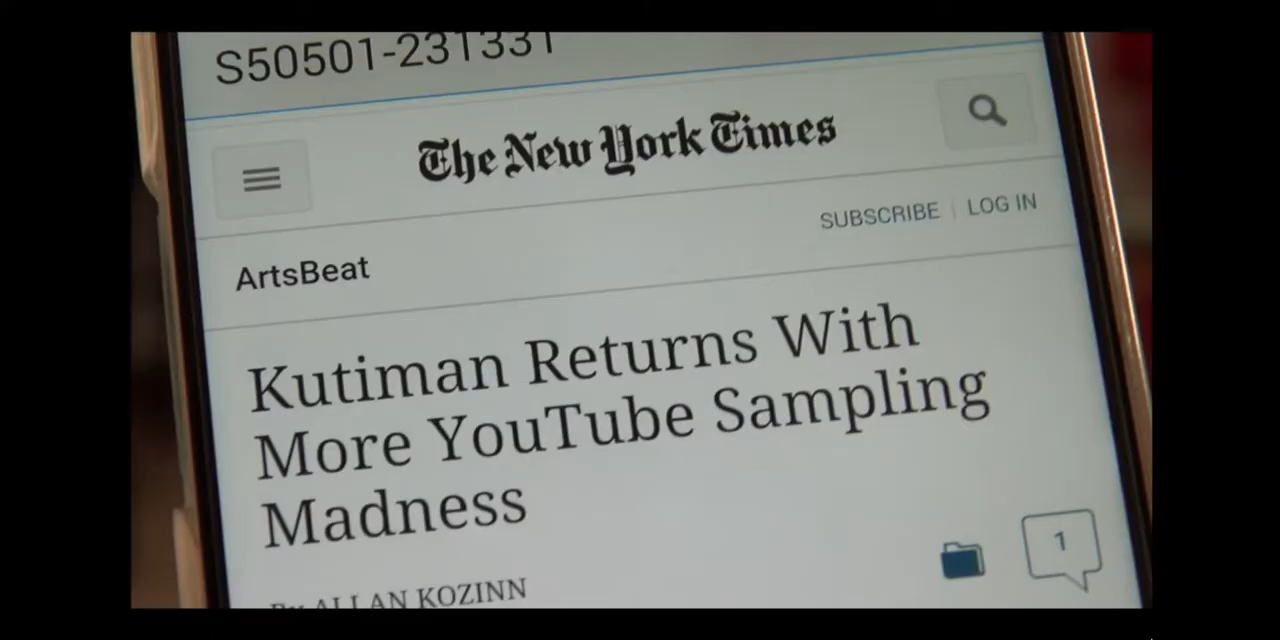 S50501-231331
The New York Times
SUBSCRIBE | LOG IN
ArtsBeat
Kutiman Returns With
More YouTube Sampling
Madness
1
By ALLAN KOZINN